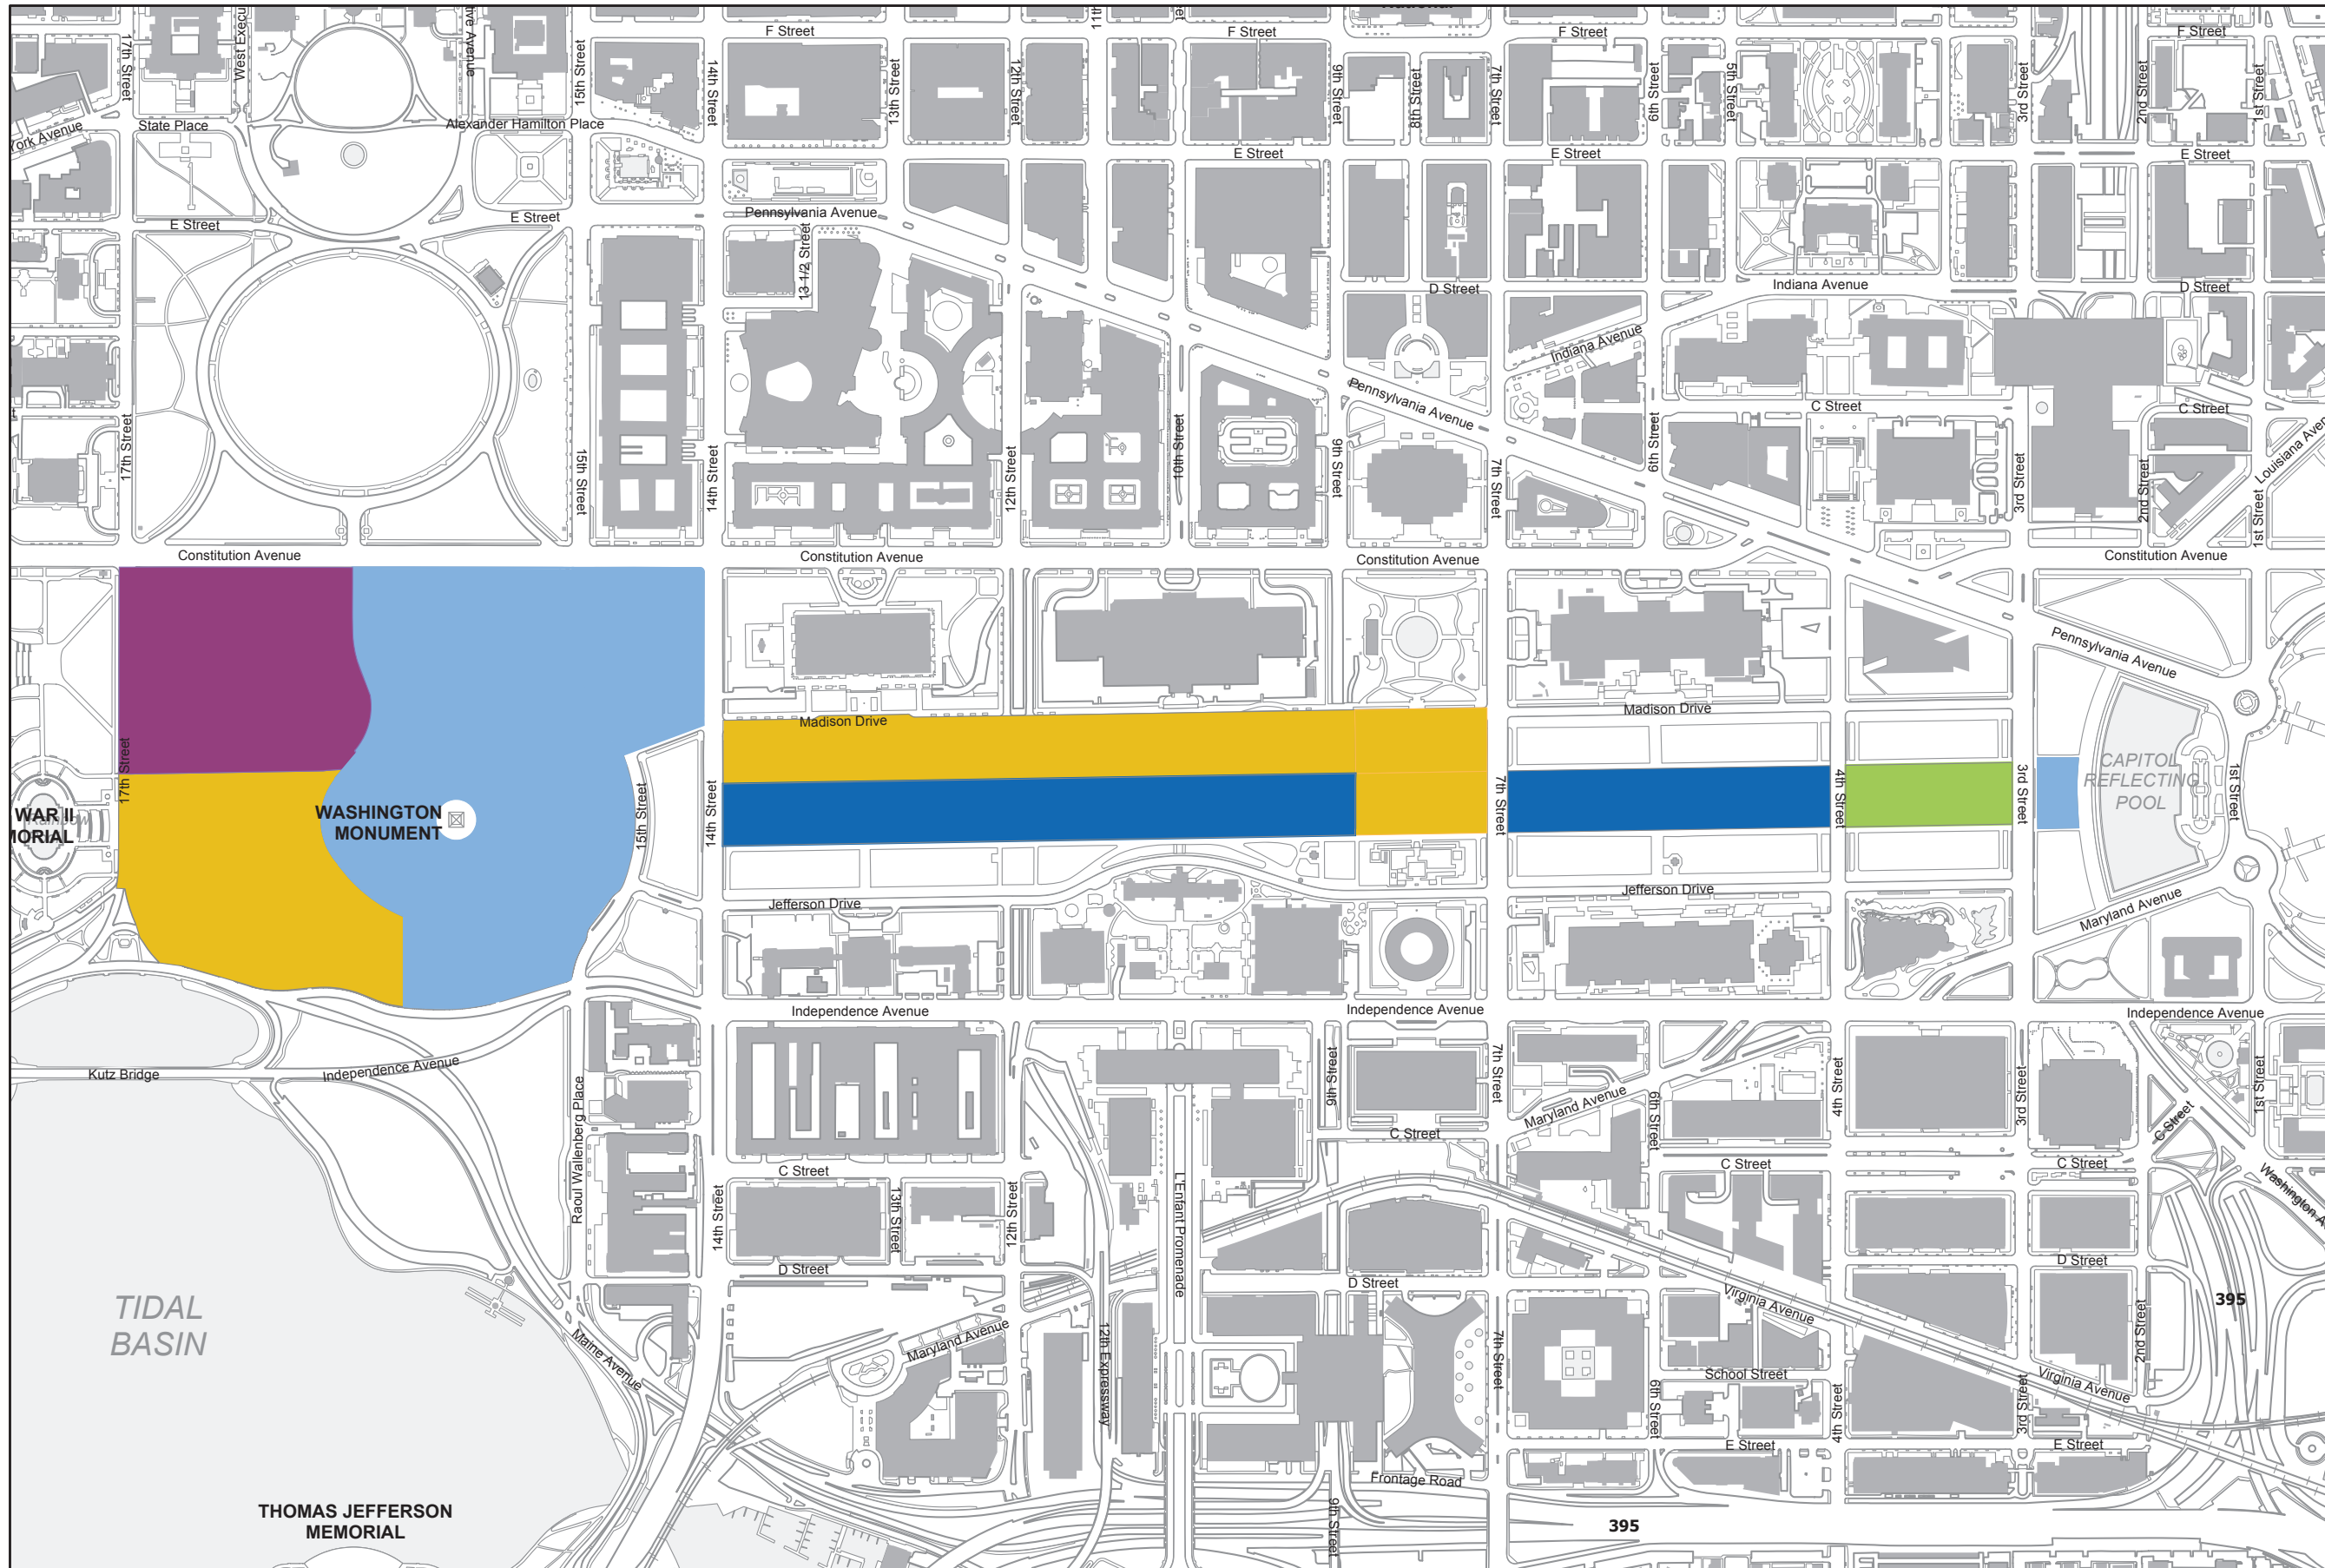 F Street
F Street
F Street
F Street
17th Street
15th Street
14th Street
13th Street
12th Street
11th
9th Street
8th Street
7th Street
6th Street
5th Street
3rd Street
2nd Street
1st Street
State Place
Alexander Hamilton Place
York Avenue
E Street
E Street
E Street
E Street
E Street
Pennsylvania Avenue
13 1/2 Street
D Street
Indiana Avenue
D Street
Indiana Avenue
Pennsylvania Avenue
C Street
C Street
Louisiana Aven
17th Street
15th Street
14th Street
12th Street
10th Street
9th Street
7th Street
6th Street
3rd Street
2nd Street
1st Street
Constitution Avenue
Constitution Avenue
Constitution Avenue
Constitution Avenue
Pennsylvania Avenue
Madison Drive
Madison Drive
17th Street
15th Street
14th Street
7th Street
4th Street
3rd Street
1st Street
CAPITOL
REFLECTING
POOL
WAR II
MORIAL
Rainbow
WASHINGTON
MONUMENT
Jefferson Drive
Jefferson Drive
Maryland Avenue
Independence Avenue
Independence Avenue
Independence Avenue
Kutz Bridge
Independence Avenue
Raoul Wallenberg Place
9th Street
7th Street
Maryland Avenue
6th Street
4th Street
3rd Street
C Street
1st Street
C Street
C Street
C Street
C Street
Washington A
14th Street
13th Street
12th Street
L'Enfant Promenade
D Street
D Street
D Street
Virginia Avenue
395
TIDAL
BASIN
Maine Avenue
Maryland Avenue
12th Expressway
7th Street
School Street
6th Street
4th Street
3rd Street
2nd Street
Virginia Avenue
E Street
E Street
Frontage Road
9th Street
THOMAS JEFFERSON
MEMORIAL
395